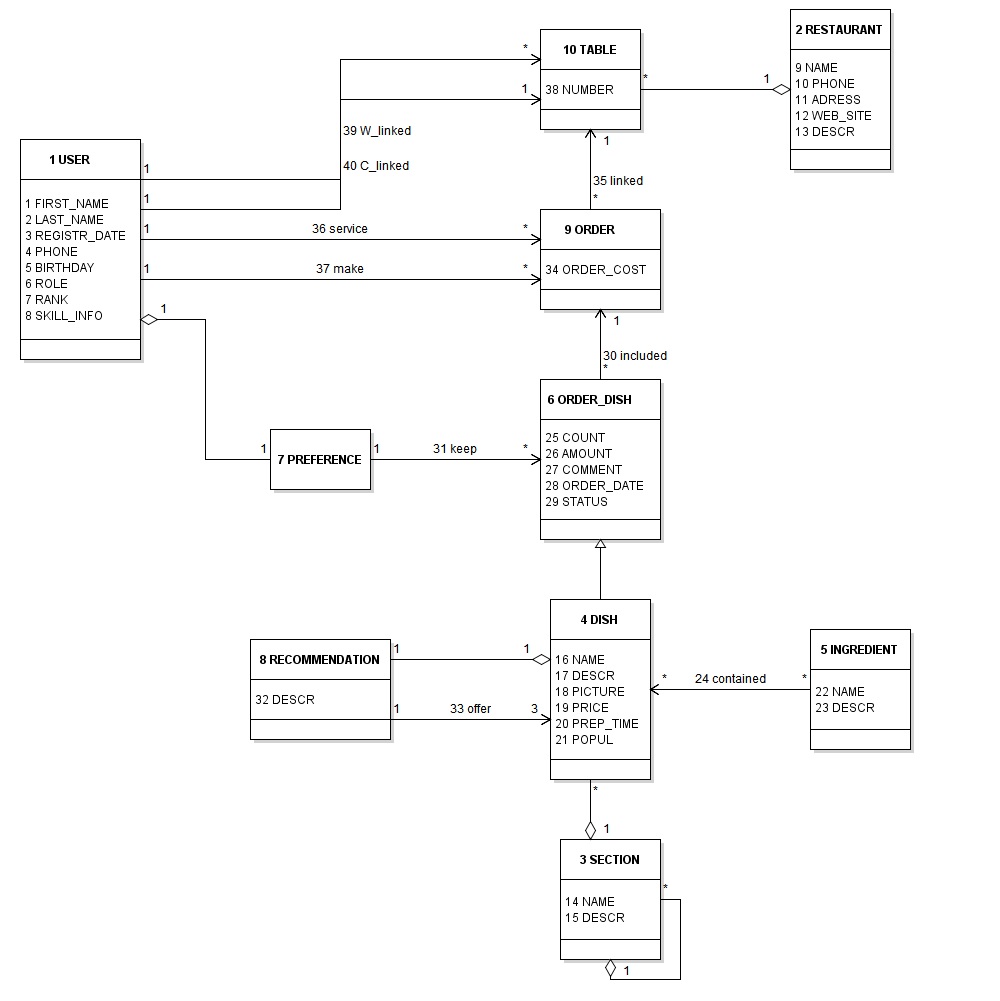 2 RESTAURANT
9 NAME
10 PHONE
11 ADRESS
12 WEB_SITE
13 DESCR
10 TABLE
38 NUMBER
*
1
*
1
39 W_linked
40 C_linked
1
35 linked
*
1 USER
1 FIRST_NAME
2 LAST_NAME
3 REGISTR_DATE
4 PHONE
5 BIRTHDAY
6 ROLE
7 RANK
8 SKILL_INFO
1
1
1
36 service
*
1
37 make
*
1
9 ORDER
34 ORDER_COST
1
30 included
*
6 ORDER_DISH
25 COUNT
26 AMOUNT
27 COMMENT
28 ORDER_DATE
29 STATUS
1
7 PREFERENCE
1
31 keep
*
4 DISH
16 NAME
17 DESCR
18 PICTURE
19 PRICE
20 PREP_TIME
21 POPUL
8 RECOMMENDATION
32 DESCR
1
1
1
33 offer
3
5 INGREDIENT
22 NAME
23 DESCR
*
24 contained
*
*
1
3 SECTION
14 NAME
15 DESCR
*
1